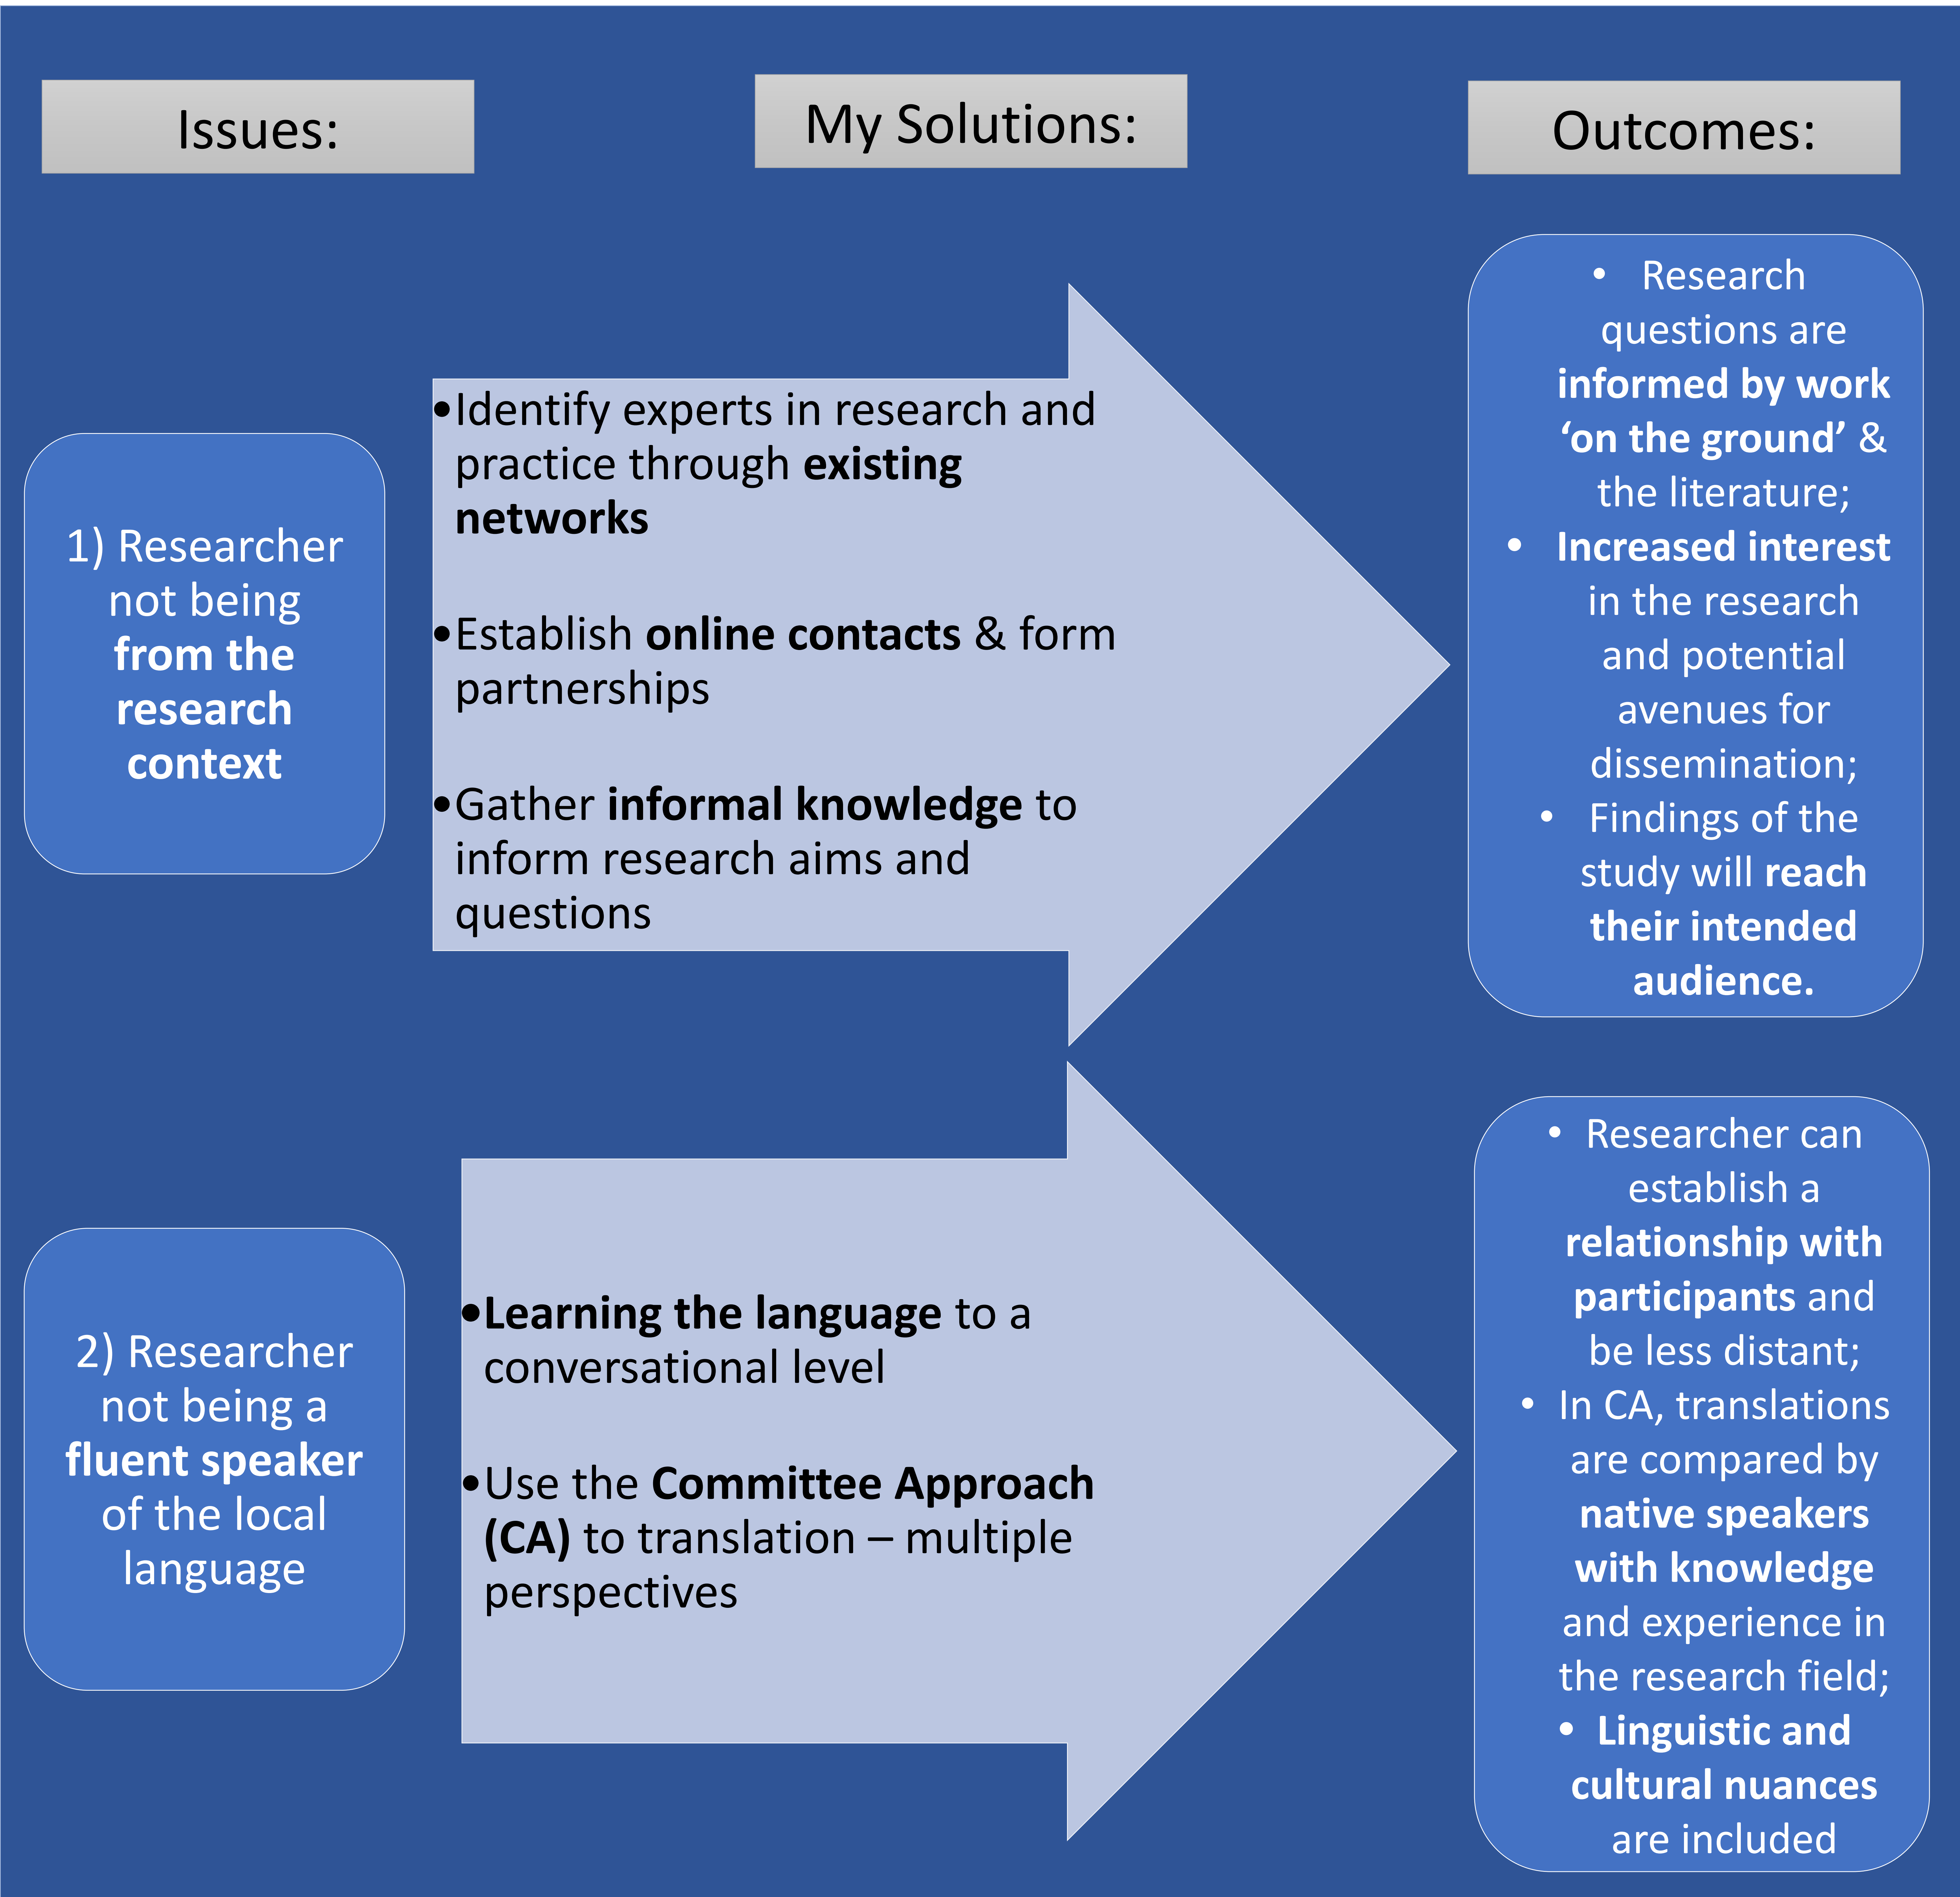 Issues:
My Solutions:
Outcomes:
1) Researcher
not being
from the
research
context
•Identify experts in research and
practice through existing
networks
•Establish online contacts & form
partnerships
•Gather informal knowledge to
inform research aims and
questions
• Research
questions are
informed by work
‘on the ground’ &
the literature;
• Increased interest
in the research
and potential
avenues for
dissemination;
• Findings of the
study will reach
their intended
audience.
2) Researcher
not being a
fluent speaker
of the local
language
•Learning the language to a
conversational level
•Use the Committee Approach
(CA) to translation – multiple
perspectives
• Researcher can
establish a
relationship with
participants and
be less distant;
• In CA, translations
are compared by
native speakers
with knowledge
and experience in
the research field;
• Linguistic and
cultural nuances
are included